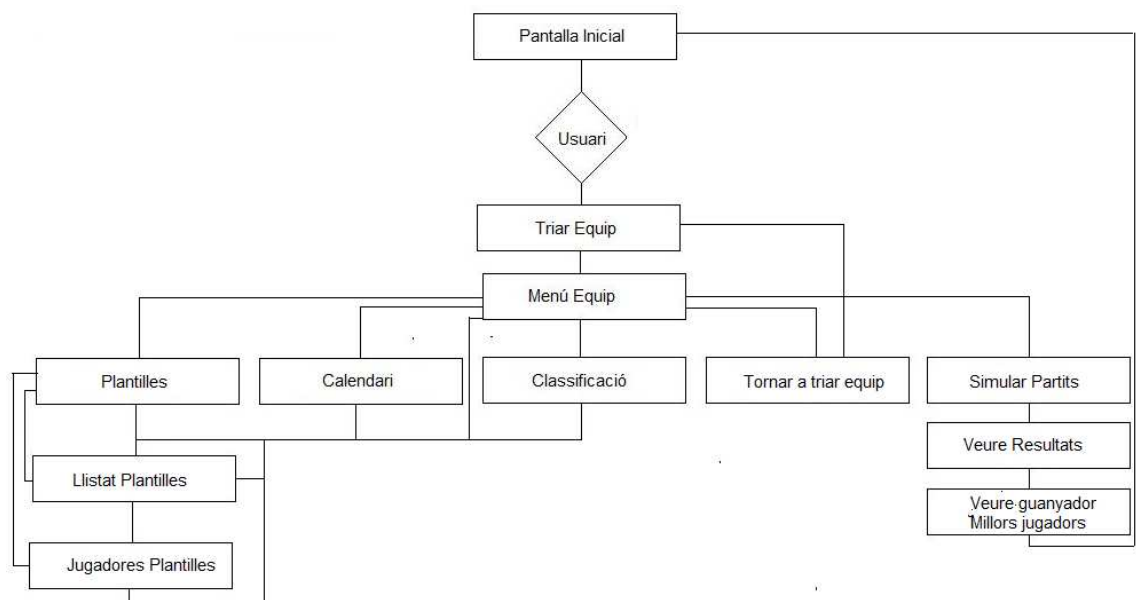 Pantalla Inicial
Usuari
Triar Equip
Menú Equip
Plantilles
Calendari
Classificació
Tornar a triar equip
Simular Partits
Veure Resultats
Llistat Plantilles
Veure guanyador
Millors jugadors
Jugadores Plantilles